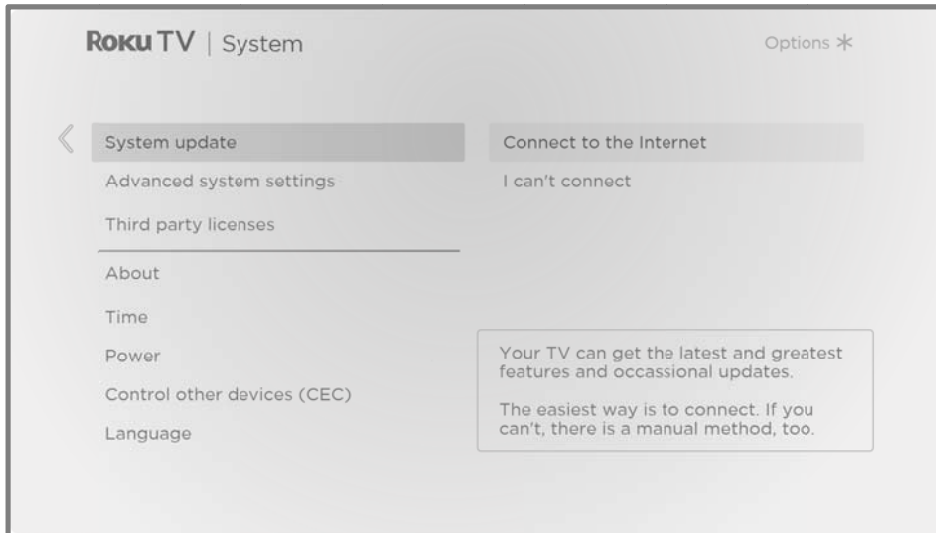 Roku TV | System
Options *
System update
Advanced system settings
Third party licenses
About
Time
Power
Control other devices (CEC)
Language
Connect to the Internet
I can't connect
Your TV can get the latest and greatest
features and occassional updates.
The easiest way is to connect. If you
can't, there is a manual method, too.